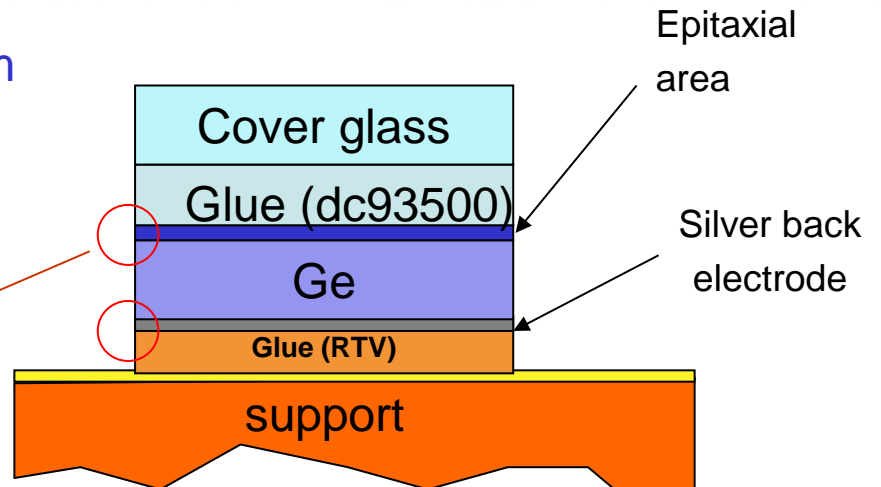 Epitaxial
area
Cover glass
Glue (dc93500)
Silver back
electrode
Ge
Glue (RTV)
support